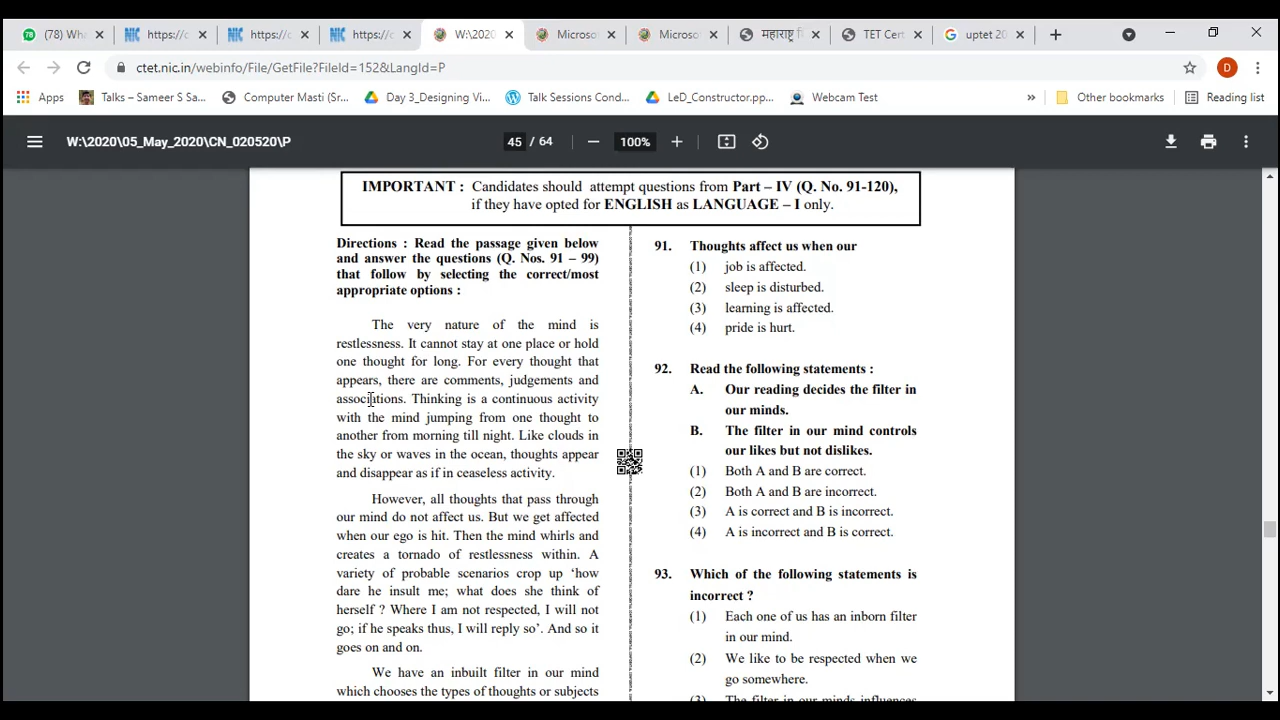 (78) Wha
https://c
https://c
https://c
W:\2020
Microso
Microso
महाराष्ट्र
TET Cert
uptet 20
ctet.nic.in/webinfo/File/GetFile?FileId=152&LangId=P
D
Apps
Talks – Sameer S Sa...
Computer Masti (Sr...
Day 3_Designing Vi...
Talk Sessions Cond...
LeD_Constructor.pp...
Webcam Test
»
Other bookmarks
Reading list
W:\2020\05_May_2020\CN_020520\P
45 / 64
100%
IMPORTANT : Candidates should attempt questions from Part – IV (Q. No. 91-120),
if they have opted for ENGLISH as LANGUAGE – I only.
Directions : Read the passage given below
and answer the questions (Q. Nos. 91 – 99)
that follow by selecting the correct/most
appropriate options :
The very nature of the mind is
restlessness. It cannot stay at one place or hold
one thought for long. For every thought that
appears, there are comments, judgements and
associations. Thinking is a continuous activity
with the mind jumping from one thought to
another from morning till night. Like clouds in
the sky or waves in the ocean, thoughts appear
and disappear as if in ceaseless activity.
However, all thoughts that pass through
our mind do not affect us. But we get affected
when our ego is hit. Then the mind whirls and
creates a tornado of restlessness within. A
variety of probable scenarios crop up ‘how
dare he insult me; what does she think of
herself ? Where I am not respected, I will not
go; if he speaks thus, I will reply so’. And so it
goes on and on.
We have an inbuilt filter in our mind
which chooses the types of thoughts or subjects
91. Thoughts affect us when our
(1) job is affected.
(2) sleep is disturbed.
(3) learning is affected.
(4) pride is hurt.
92. Read the following statements :
A. Our reading decides the filter in
our minds.
B. The filter in our mind controls
our likes but not dislikes.
(1) Both A and B are correct.
(2) Both A and B are incorrect.
(3) A is correct and B is incorrect.
(4) A is incorrect and B is correct.
93. Which of the following statements is
incorrect ?
(1) Each one of us has an inborn filter
in our mind.
(2) We like to be respected when we
go somewhere.
(3) The filter in our minds influences